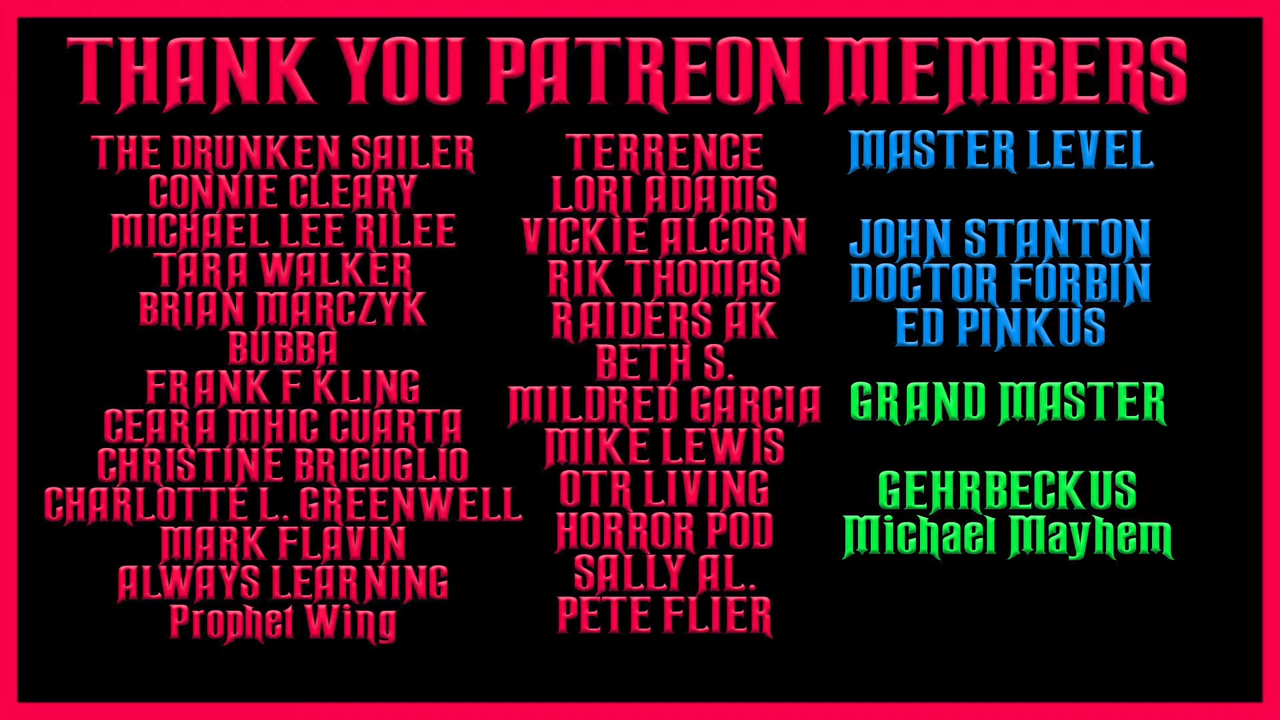 THANK YOU PATREON MEMBERS
THE DRUNKEN SAILER
CONNIE CLEARY
MICHAEL LEE RILEE
TARA WALKER
BRIAN MARCZYK
BUBBA
FRANK F KLING
CEARA MHIC CUARTA
CHRISTINE BRIGUGLIO
CHARLOTTE L. GREENWELL
MARK FLAVIN
ALWAYS LEARNING
Prophet Wing
TERRENCE
LORI ADAMS
VICKIE ALCORN
RIK THOMAS
RAIDERS AK
BETH S.
MILDRED GARCIA
MIKE LEWIS
OTR LIVING
HORROR POD
SALLY AL.
PETE FLIER
MASTER LEVEL
JOHN STANTON
DOCTOR FORBIN
ED PINKUS
GRAND MASTER
GEHRBECKUS
Michael Mayhem